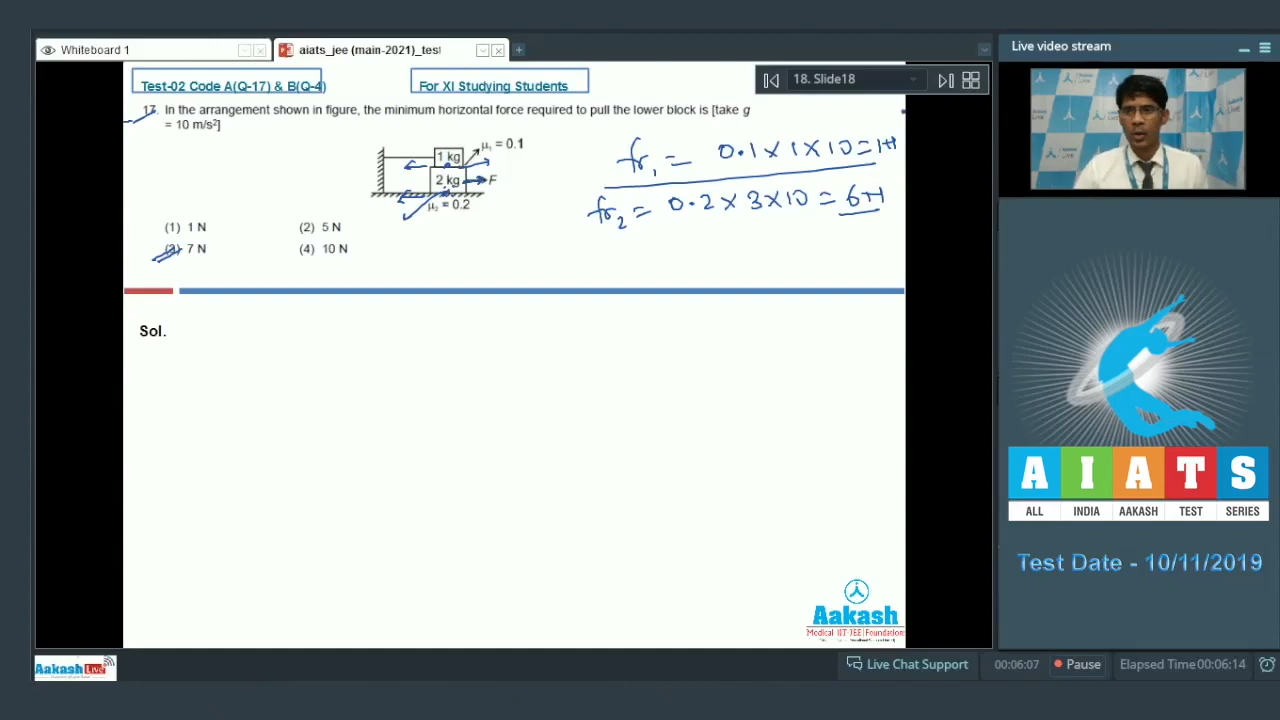 Whiteboard 1
aiats_jee (main-2021)_test
Live video stream
Test-02 Code A(Q-17) & B(Q-4)
For XI Studying Students
18. Slide18
17. In the arrangement shown in figure, the minimum horizontal force required to pull the lower block is [take g
= 10 m/s²]
μ₁ = 0.1
1 kg
2 kg
F
μ₂ = 0.2
fr₁ = 0.1 × 1 × 10 = 1N
fr₂ = 0.2 × 3 × 10 = 6N
(1) 1 N
(2) 5 N
(3) 7 N
(4) 10 N
Sol.
A I A T S
ALL INDIA AAKASH TEST SERIES
Test Date - 10/11/2019
Aakash
Medical IIT-JEE Foundations
Aakash Live
Live Chat Support
00:06:07
Pause
Elapsed Time 00:06:14